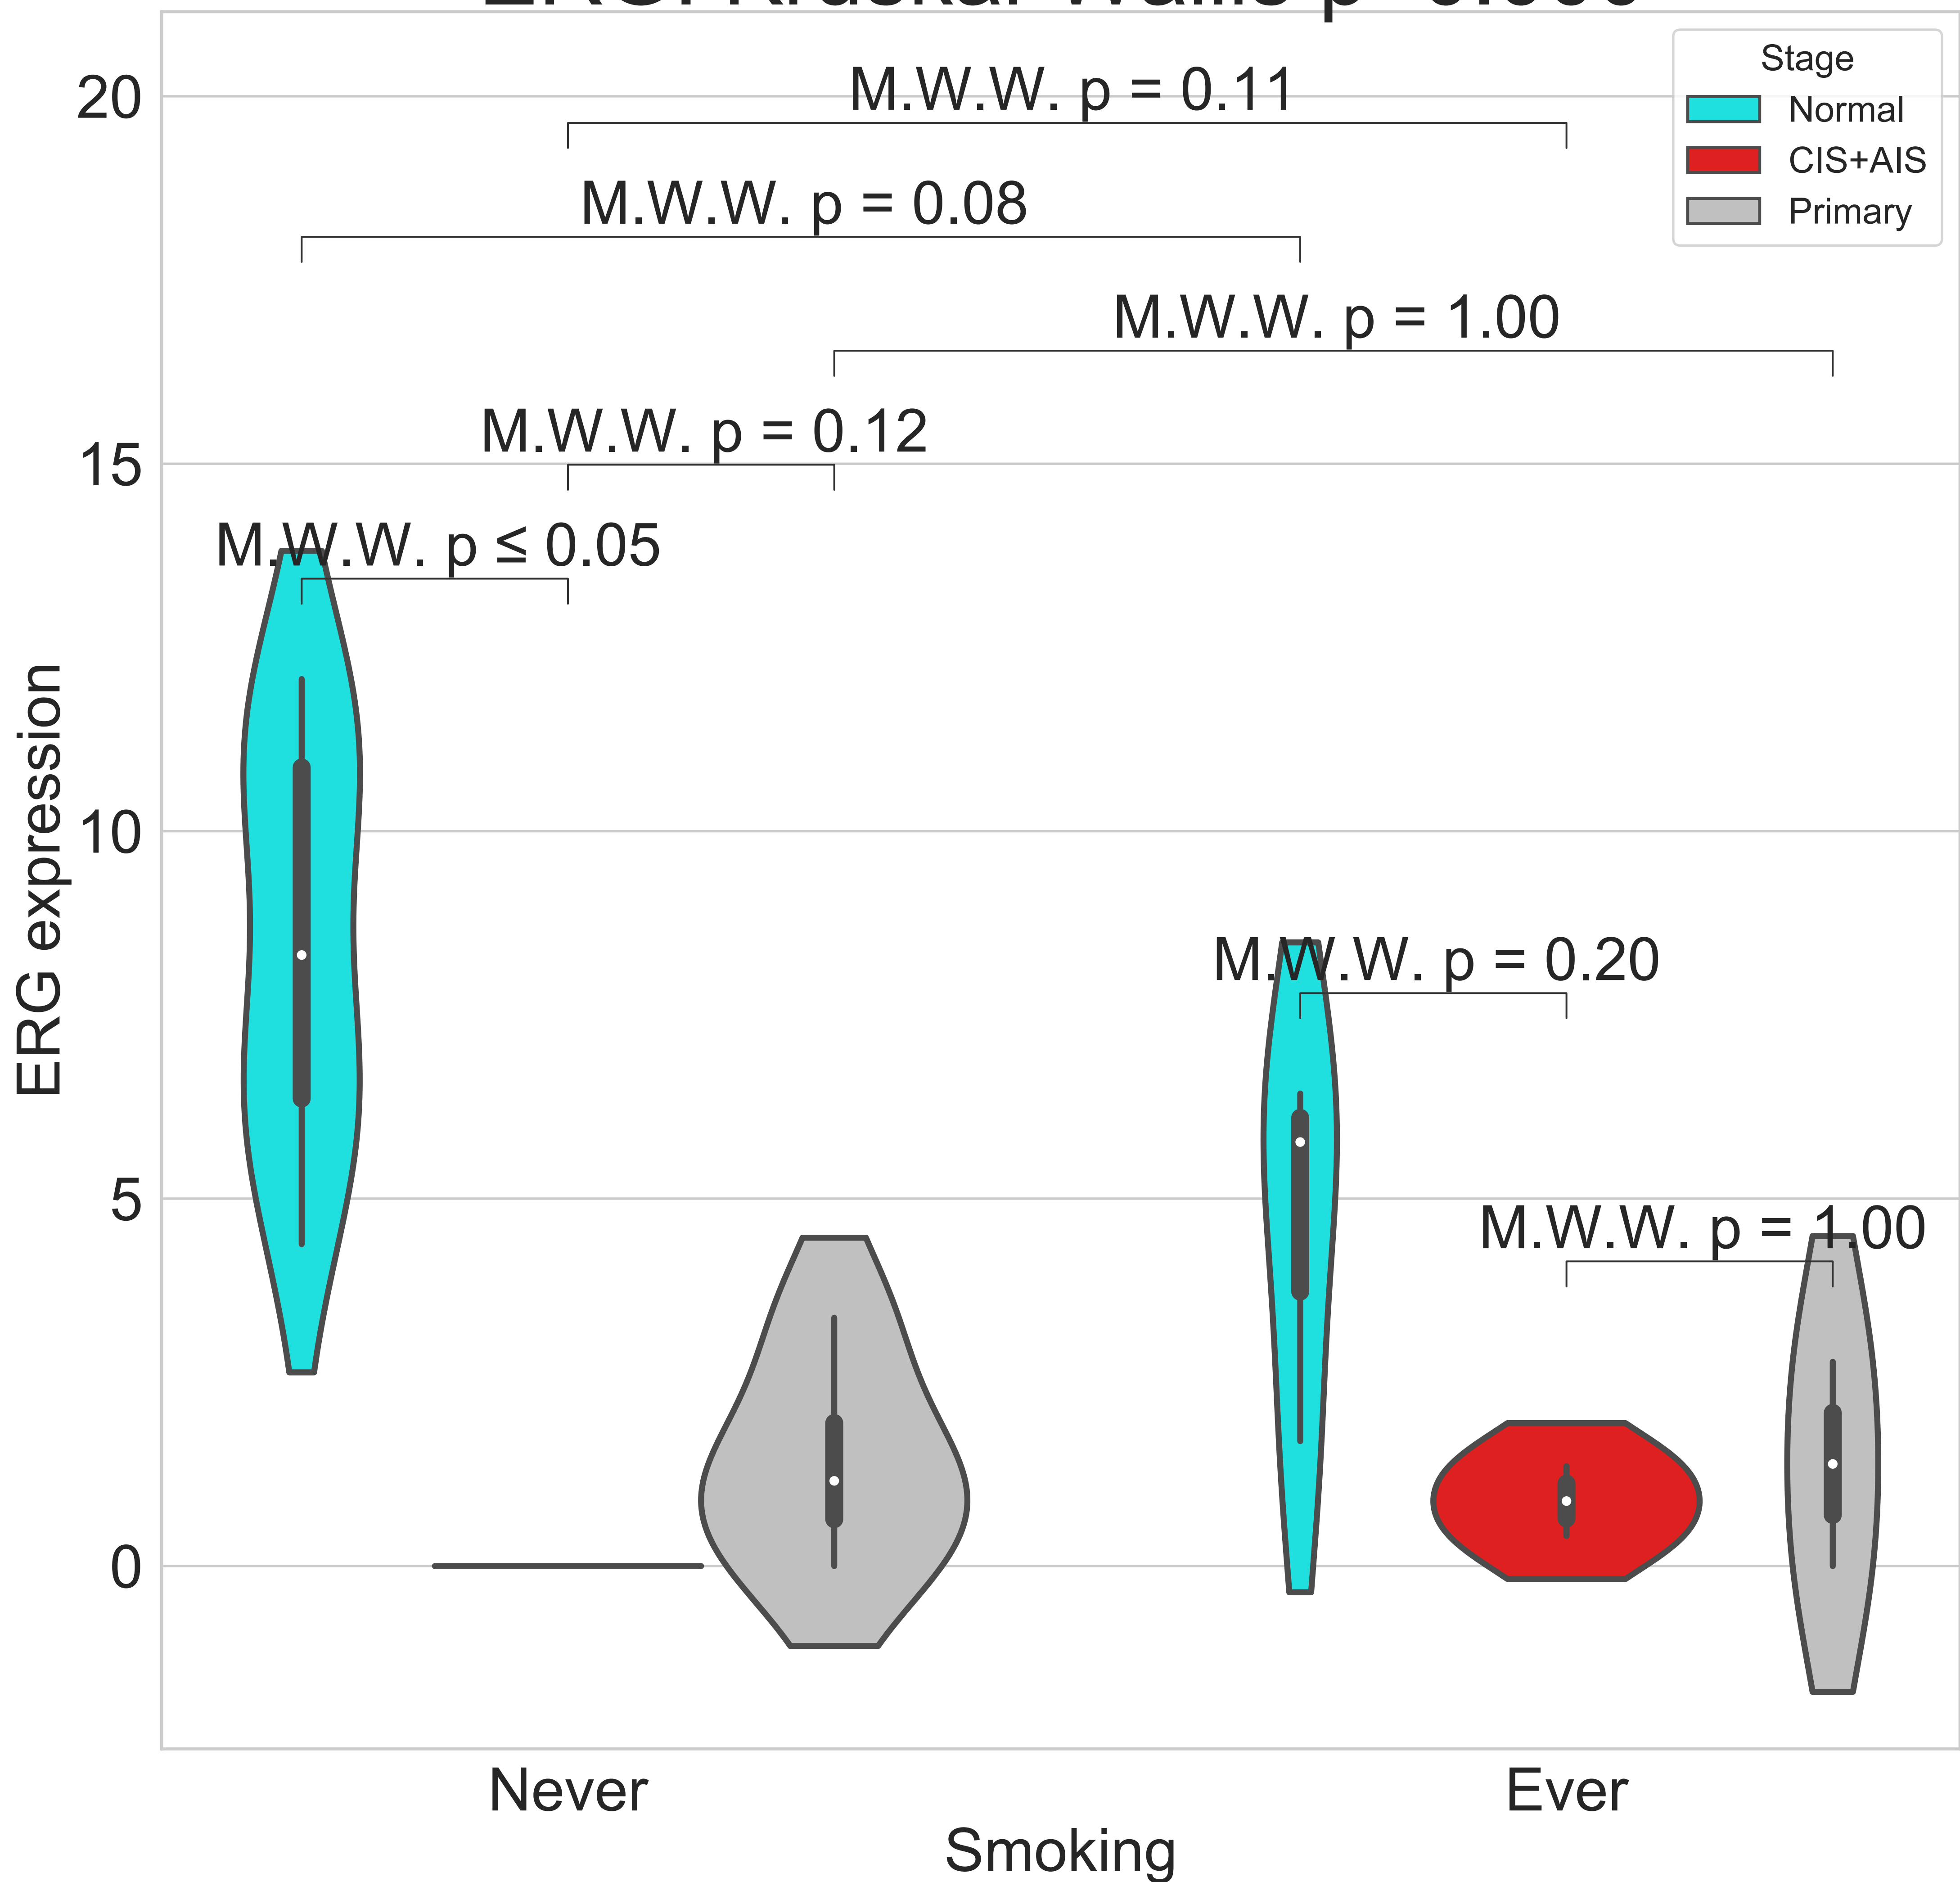 Stage
Normal
CIS+AIS
Primary
M.W.W. p = 0.11
M.W.W. p = 0.08
M.W.W. p = 1.00
M.W.W. p = 0.12
M.W.W. p ≤ 0.05
M.W.W. p = 0.20
M.W.W. p = 1.00
20
15
10
5
0
ERG expression
Never
Ever
Smoking